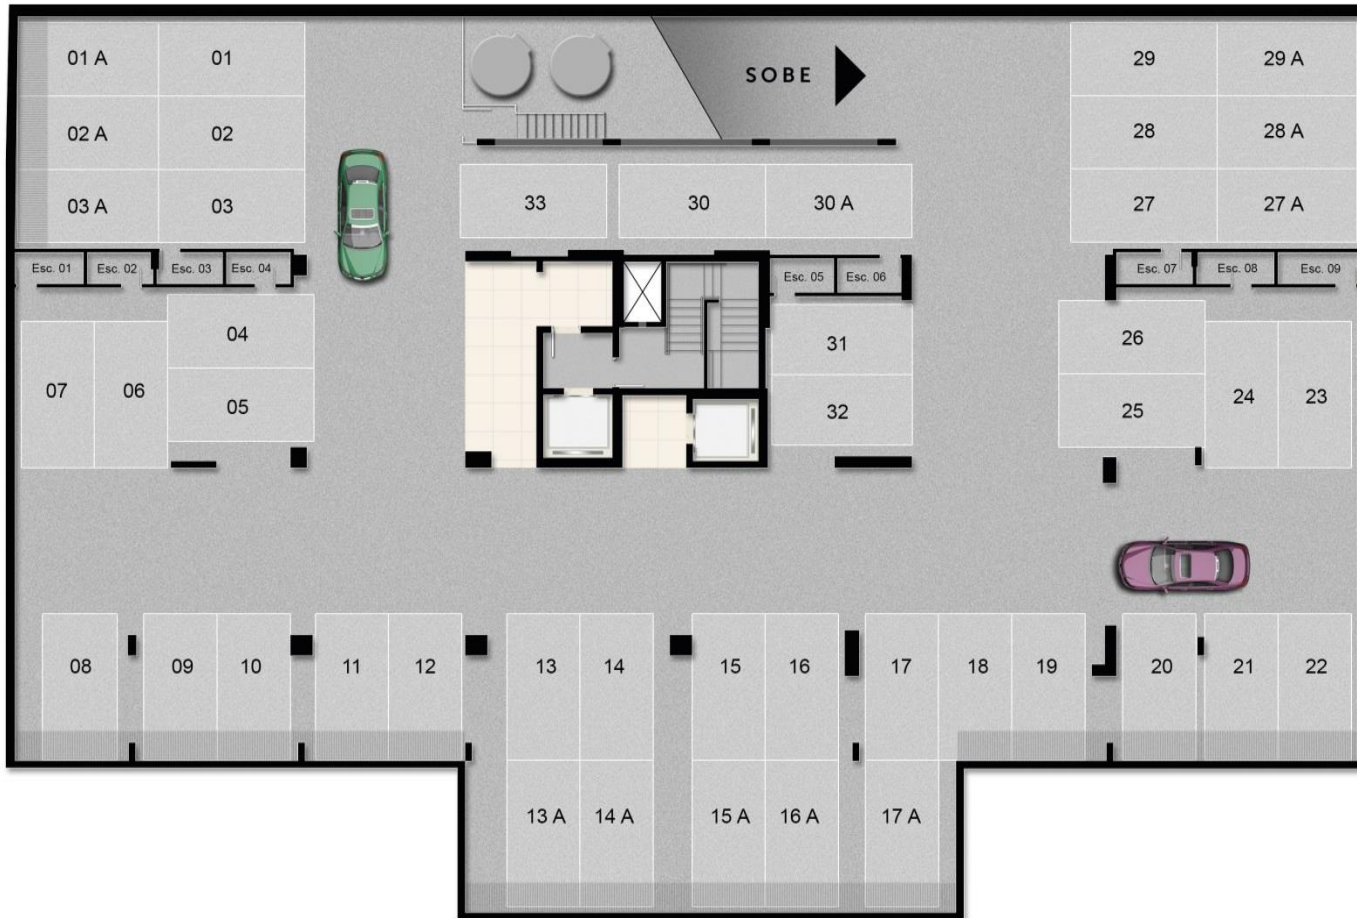 01 A
01
SOBE
29
29 A
02 A
02
28
28 A
03 A
03
33
30
30 A
27
27 A
Esc. 01
Esc. 02
Esc. 03
Esc. 04
Esc. 05
Esc. 06
Esc. 07
Esc. 08
Esc. 09
04
31
26
07
06
05
32
25
24
23
08
09
10
11
12
13
14
15
16
17
18
19
20
21
22
13 A
14 A
15 A
16 A
17 A